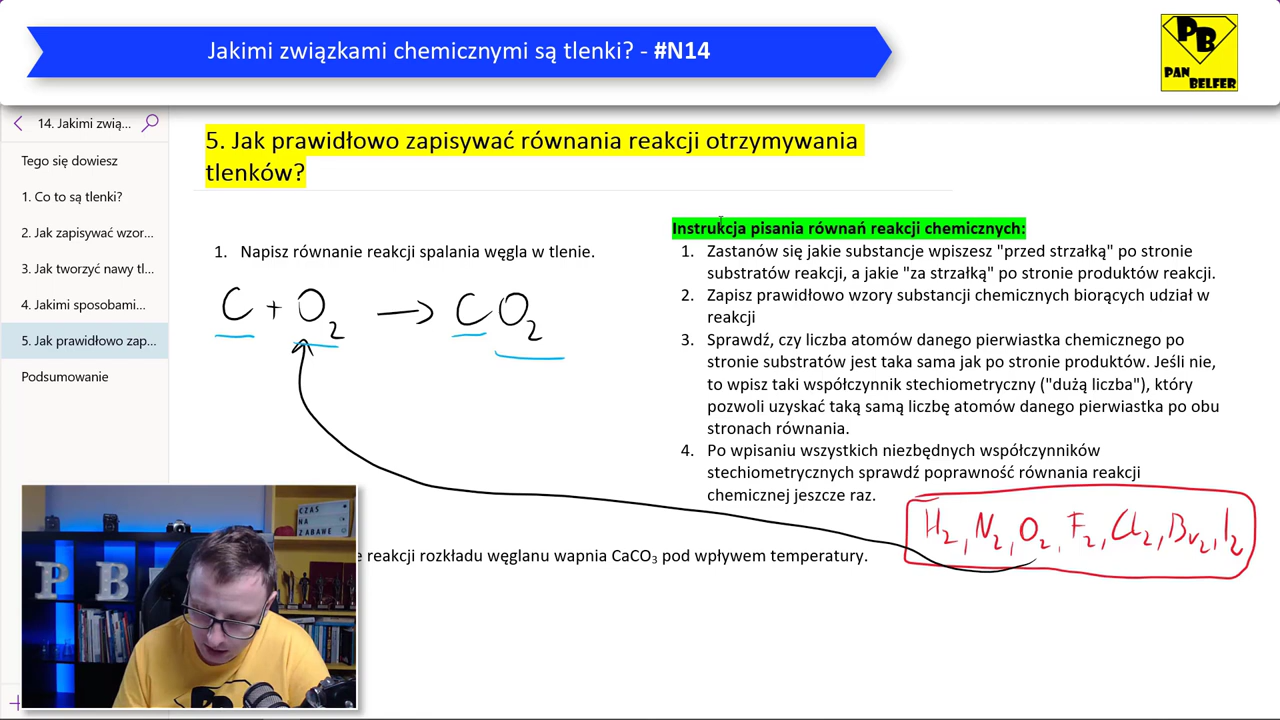 Jakimi związkami chemicznymi są tlenki? - #N14
PB
PAN
BELFER
14. Jakimi zwią...
Tego się dowiesz
1. Co to są tlenki?
2. Jak zapisywać wzor...
3. Jak tworzyć nawy tl...
4. Jakimi sposobami...
5. Jak prawidłowo zap...
Podsumowanie
5. Jak prawidłowo zapisywać równania reakcji otrzymywania
tlenków?
1. Napisz równanie reakcji spalania węgla w tlenie.
C + O₂ → CO₂
Instrukcja pisania równań reakcji chemicznych:
1. Zastanów się jakie substancje wpiszesz "przed strzałką" po stronie
substratów reakcji, a jakie "za strzałką" po stronie produktów reakcji.
2. Zapisz prawidłowo wzory substancji chemicznych biorących udział w
reakcji
3. Sprawdź, czy liczba atomów danego pierwiastka chemicznego po
stronie substratów jest taka sama jak po stronie produktów. Jeśli nie,
to wpisz taki współczynnik stechiometryczny ("dużą liczba"), który
pozwoli uzyskać taką samą liczbę atomów danego pierwiastka po obu
stronach równania.
4. Po wpisaniu wszystkich niezbędnych współczynników
stechiometrycznych sprawdź poprawność równania reakcji
chemicznej jeszcze raz.
H₂, N₂, O₂, F₂, Cl₂, Br₂, I₂
e reakcji rozkładu węglanu wapnia CaCO₃ pod wpływem temperatury.
CZAS
NA
ZABAWE
P B